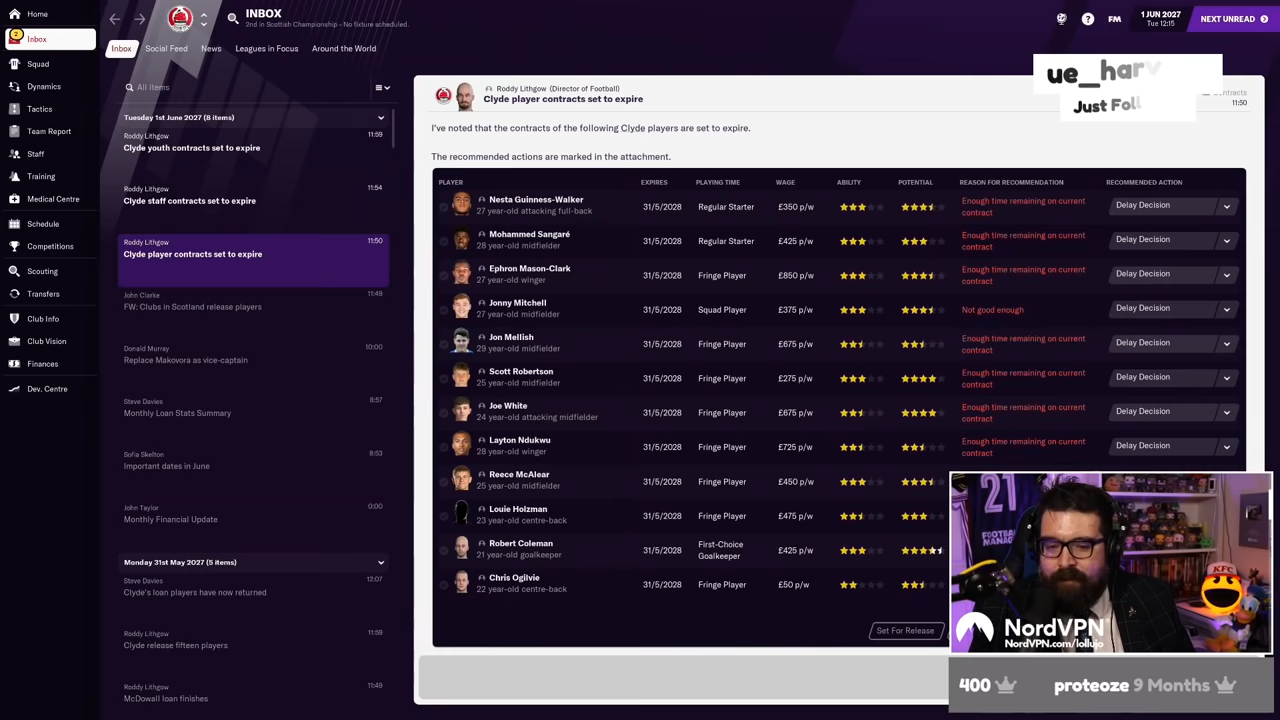 Home
INBOX
2nd in Scottish Championship - No fixture scheduled.
1 JUN 2027
Tue 12:15
FM
NEXT UNREAD
2
Inbox
Squad
Dynamics
Tactics
Team Report
Staff
Training
Medical Centre
Schedule
Competitions
Scouting
Transfers
Club Info
Club Vision
Finances
Dev. Centre
Inbox
Social Feed
News
Leagues in Focus
Around the World
All Items
Tuesday 1st June 2027 (8 items)
Roddy Lithgow 11:59
Clyde youth contracts set to expire
Roddy Lithgow 11:54
Clyde staff contracts set to expire
Roddy Lithgow 11:50
Clyde player contracts set to expire
John Clarke 11:49
FW: Clubs in Scotland release players
Donald Murray 10:00
Replace Makovora as vice-captain
Steve Davies 8:57
Monthly Loan Stats Summary
Sofia Skelton 8:53
Important dates in June
John Taylor 0:00
Monthly Financial Update
Monday 31st May 2027 (5 items)
Steve Davies 12:07
Clyde's loan players have now returned
Roddy Lithgow 11:59
Clyde release fifteen players
Roddy Lithgow 11:49
McDowall loan finishes
Roddy Lithgow (Director of Football)
Clyde player contracts set to expire
ue_harv
Just Foll
11:50
I've noted that the contracts of the following Clyde players are set to expire.
The recommended actions are marked in the attachment.
PLAYER EXPIRES PLAYING TIME WAGE ABILITY POTENTIAL REASON FOR RECOMMENDATION RECOMMENDED ACTION
Nesta Guinness-Walker
27 year-old attacking full-back
31/5/2028 Regular Starter £350 p/w
Enough time remaining on current
contract
Delay Decision
Mohammed Sangaré
28 year-old midfielder
31/5/2028 Regular Starter £425 p/w
Enough time remaining on current
contract
Delay Decision
Ephron Mason-Clark
27 year-old winger
31/5/2028 Fringe Player £850 p/w
Enough time remaining on current
contract
Delay Decision
Jonny Mitchell
27 year-old midfielder
31/5/2028 Squad Player £375 p/w
Not good enough
Delay Decision
Jon Mellish
29 year-old midfielder
31/5/2028 Fringe Player £675 p/w
Enough time remaining on current
contract
Delay Decision
Scott Robertson
25 year-old midfielder
31/5/2028 Fringe Player £275 p/w
Enough time remaining on current
contract
Delay Decision
Joe White
24 year-old attacking midfielder
31/5/2028 Fringe Player £675 p/w
Enough time remaining on current
contract
Delay Decision
Layton Ndukwu
28 year-old winger
31/5/2028 Fringe Player £725 p/w
Enough time remaining on current
contract
Delay Decision
Reece McAlear
25 year-old midfielder
31/5/2028 Fringe Player £450 p/w
Louie Holzman
23 year-old centre-back
31/5/2028 Fringe Player £475 p/w
Robert Coleman
21 year-old goalkeeper
31/5/2028 First-Choice
Goalkeeper
£425 p/w
Chris Ogilvie
22 year-old centre-back
31/5/2028 Fringe Player £50 p/w
Set For Release
21
FOOTBALL
KFC
NordVPN
NordVPN.com/lollujo
400
proteoze 9 Months